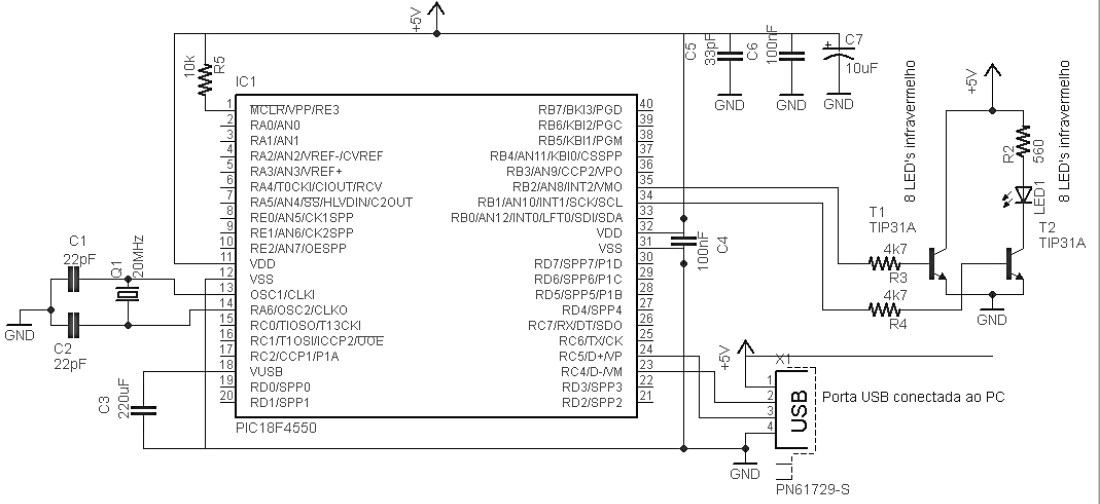 +5V
10k
R5
IC1
C5
33pF
C6
100nF
C7
+
10uF
GND
GND
GND
1
MCLR/VPP/RE3
2
RA0/AN0
3
RA1/AN1
4
RA2/AN2/VREF-/CVREF
5
RA3/AN3/VREF+
6
RA4/T0CKI/CIOUT/RCV
7
RA5/AN4/SS/HLVDIN/C2OUT
8
RE0/AN5/CK1SPP
9
RE1/AN6/CK2SPP
10
RE2/AN7/OESPP
11
VDD
12
VSS
13
OSC1/CLKI
14
RA6/OSC2/CLKO
15
RC0/TIOSO/T13CKI
16
RC1/T1OSI/ICCP2/UOE
17
RC2/CCP1/P1A
18
VUSB
19
RD0/SPP0
20
RD1/SPP1
RB7/BKI3/PGD
40
RB6/KBI2/PGC
39
RB5/KBI1/PGM
38
RB4/AN11/KBI0/CSSPP
37
RB3/AN9/CCP2/VPO
36
RB2/AN8/INT2/VMO
35
RB1/AN10/INT1/SCK/SCL
34
RB0/AN12/INT0/LFT0/SDI/SDA
33
VDD
32
VSS
31
RD7/SPP7/P1D
30
RD6/SPP6/P1C
29
RD5/SPP5/P1B
28
RD4/SPP4
27
RC7/RX/DT/SDO
26
RC6/TX/CK
25
RC5/D+/VP
24
RC4/D-/VM
23
RD3/SPP3
22
RD2/SPP2
21
PIC18F4550
C1
22pF
Q1
20MHz
GND
C2
22pF
C3
220uF
100nF
C4
8 LED's infravermelho
+5V
8 LED's infravermelho
R2
560
LED1
T1
TIP31A
T2
TIP31A
4k7
R3
4k7
R4
GND
+5V
X1
1
2
3
4
USB
Porta USB conectada ao PC
GND
PN61729-S